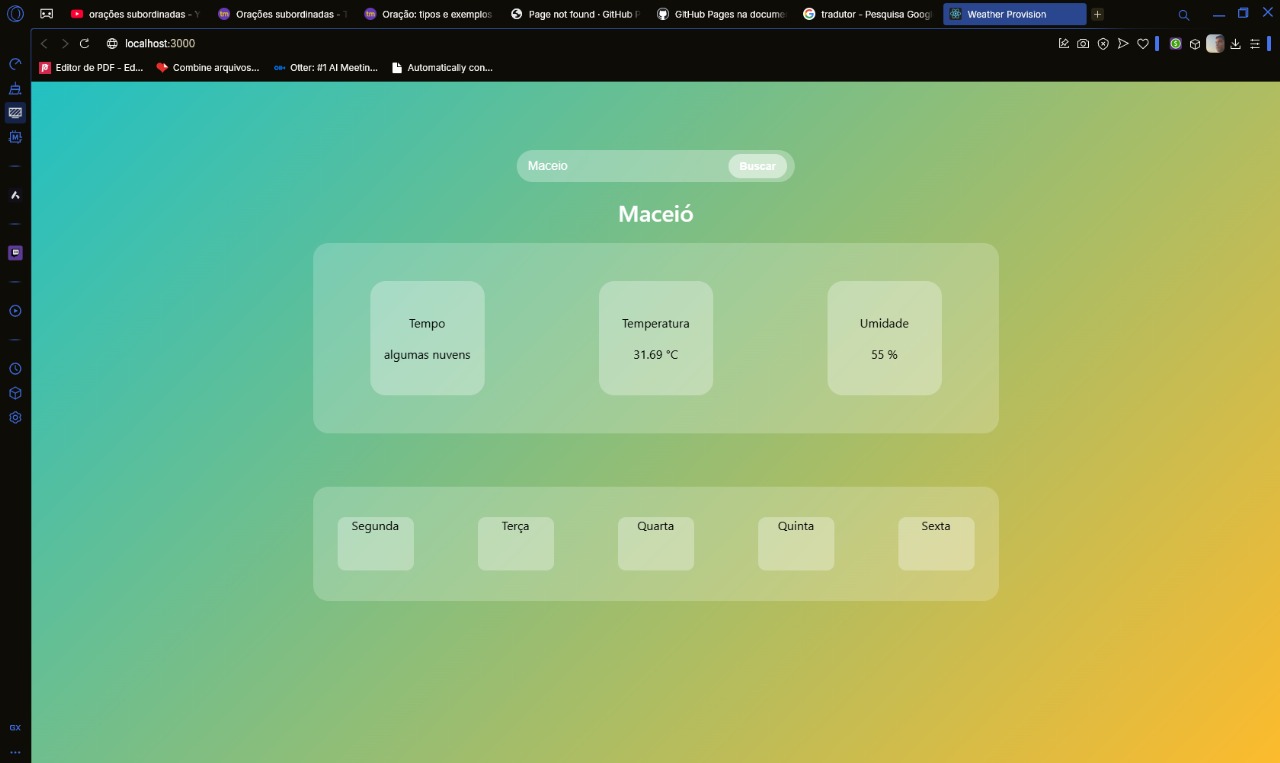 orações subordinadas - Y
Orações subordinadas - T
Oração: tipos e exemplos
Page not found · GitHub P
GitHub Pages na docume
tradutor - Pesquisa Googl
Weather Provision
localhost:3000
Editor de PDF - Ed...
Combine arquivos...
Otter: #1 AI Meetin...
Automatically con...
Maceio
Buscar
Maceió
Tempo
algumas nuvens
Temperatura
31.69 °C
Umidade
55 %
Segunda
Terça
Quarta
Quinta
Sexta
GX